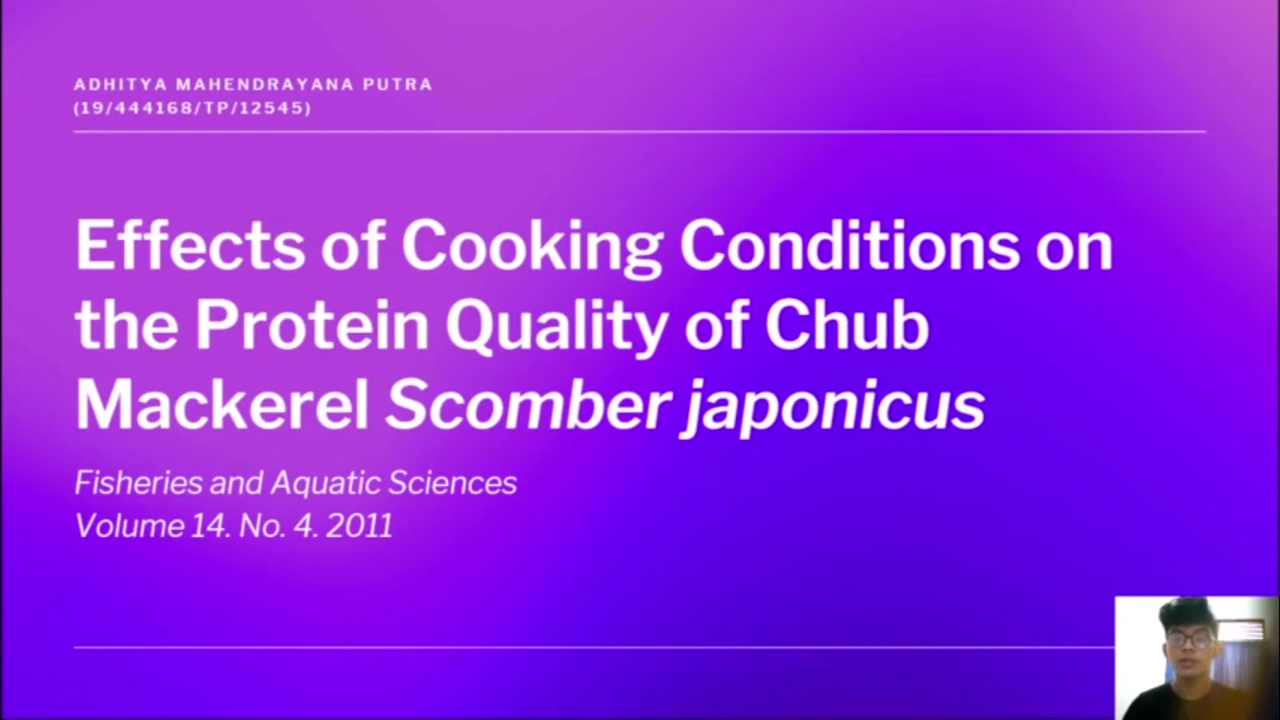 ADHITYA MAHENDRAYANA PUTRA
(19/444168/TP/12545)
Effects of Cooking Conditions on
the Protein Quality of Chub
Mackerel Scomber japonicus
Fisheries and Aquatic Sciences
Volume 14. No. 4. 2011